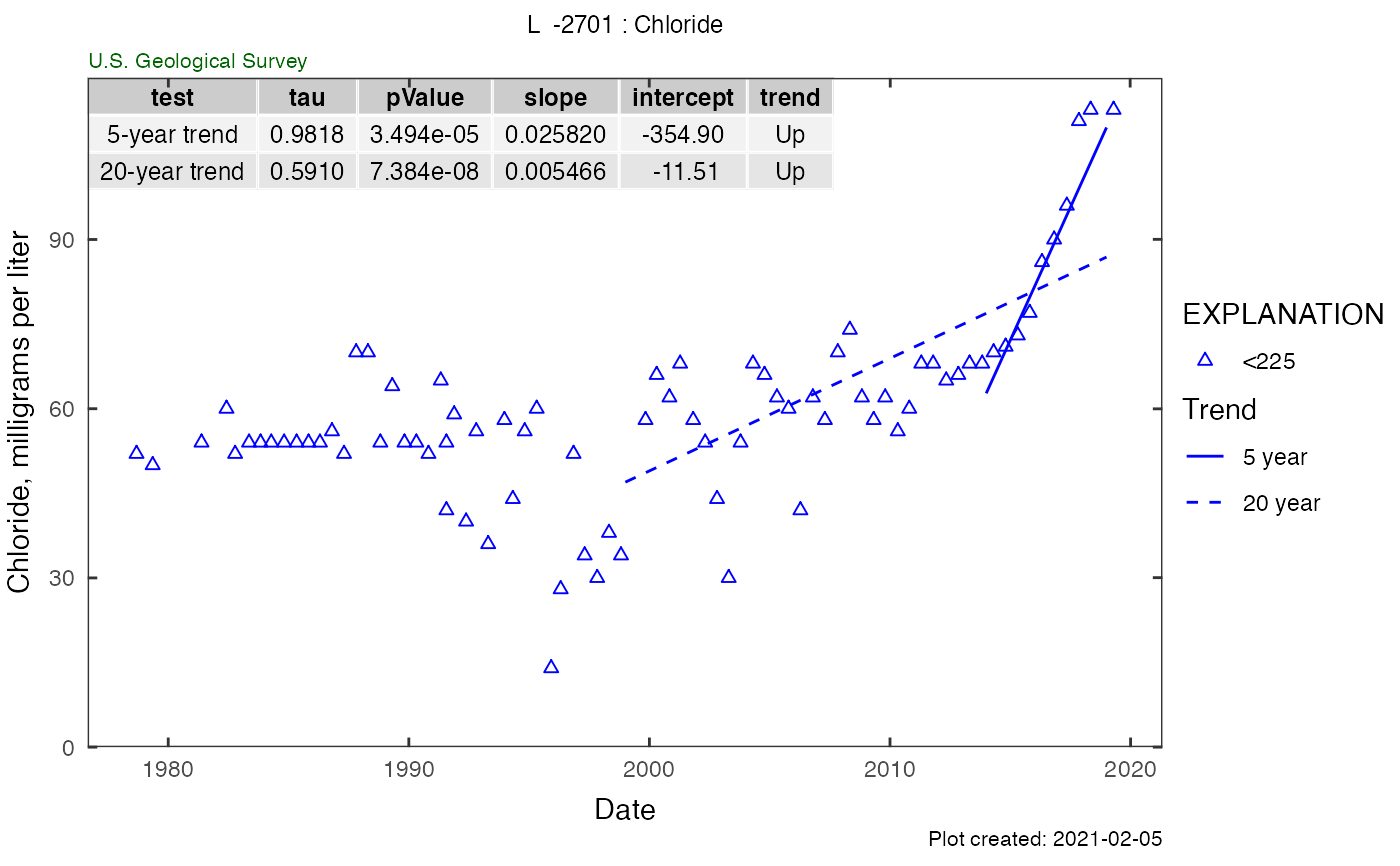 L -2701 : Chloride
U.S. Geological Survey
test tau pValue slope intercept trend
5-year trend 0.9818 3.494e-05 0.025820 -354.90 Up
20-year trend 0.5910 7.384e-08 0.005466 -11.51 Up
Chloride, milligrams per liter
90
60
30
0
1980 1990 2000 2010 2020
Date
EXPLANATION
<225
Trend
5 year
20 year
Plot created: 2021-02-05